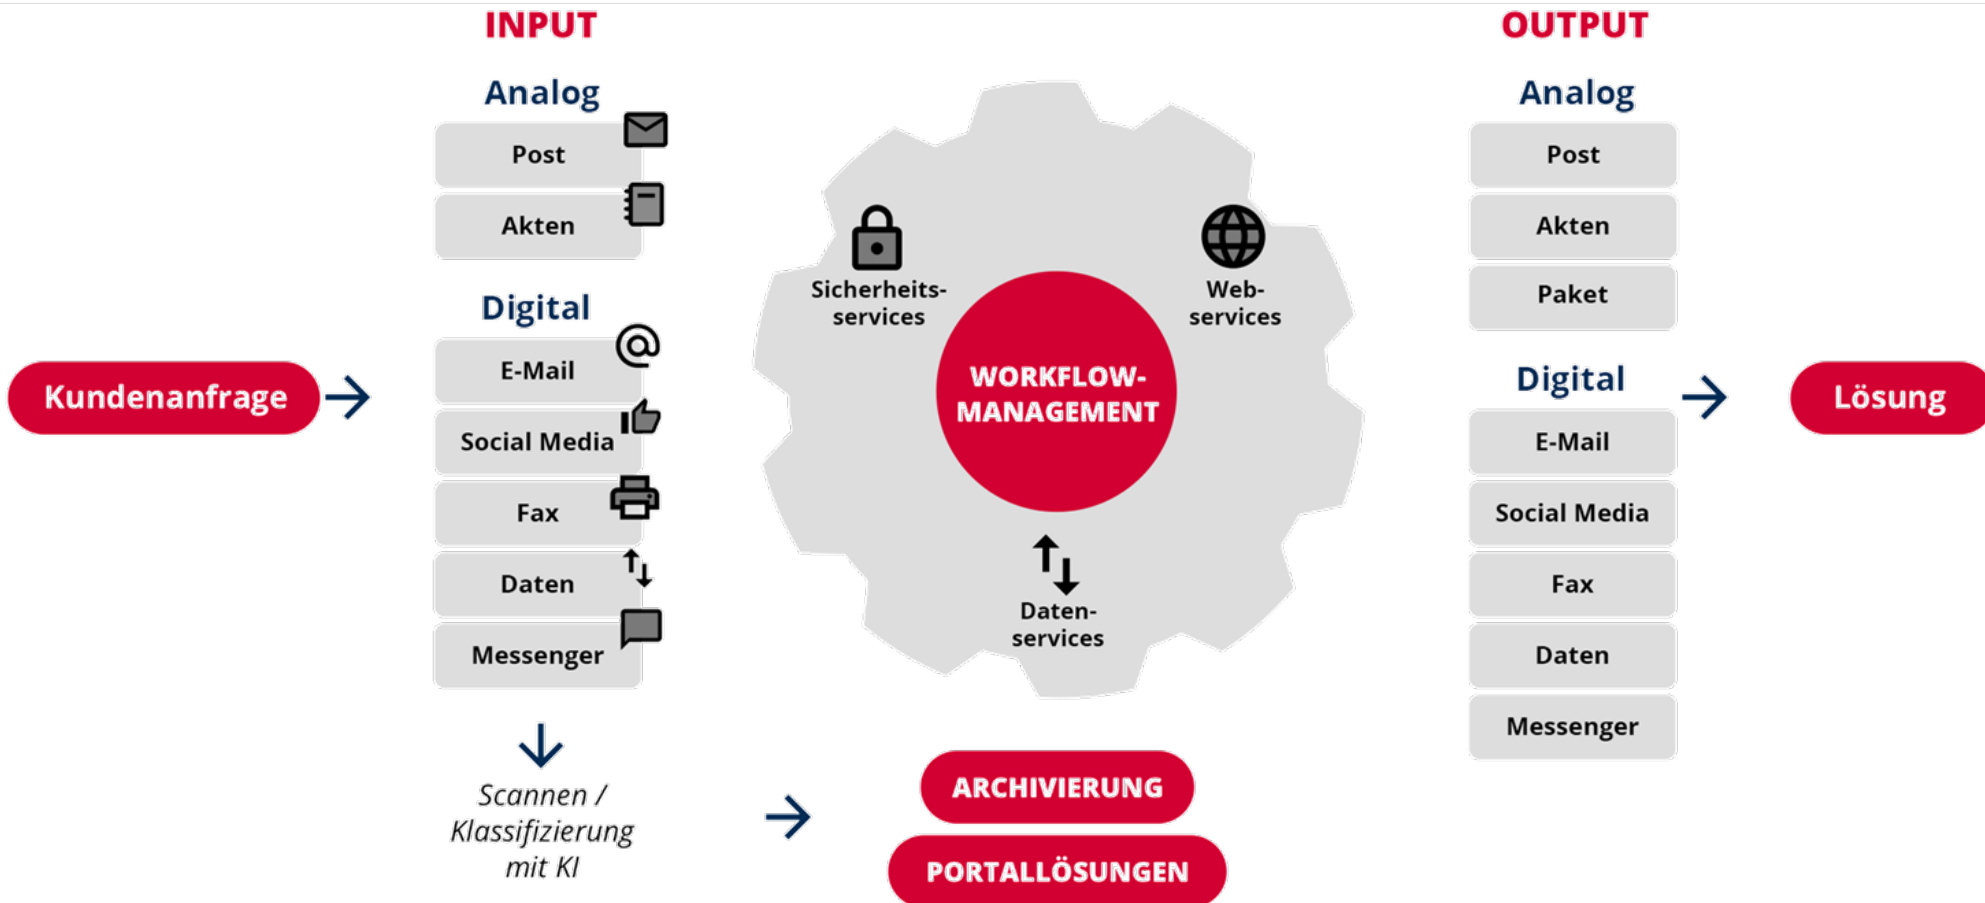 INPUT
Analog
Post
Akten
Digital
E-Mail
Social Media
Fax
Daten
Messenger
Kundenanfrage
Scannen /
Klassifizierung
mit KI
Sicherheits-
services
Web-
services
WORKFLOW-
MANAGEMENT
Daten-
services
ARCHIVIERUNG
PORTALLÖSUNGEN
OUTPUT
Analog
Post
Akten
Paket
Digital
E-Mail
Social Media
Fax
Daten
Messenger
Lösung